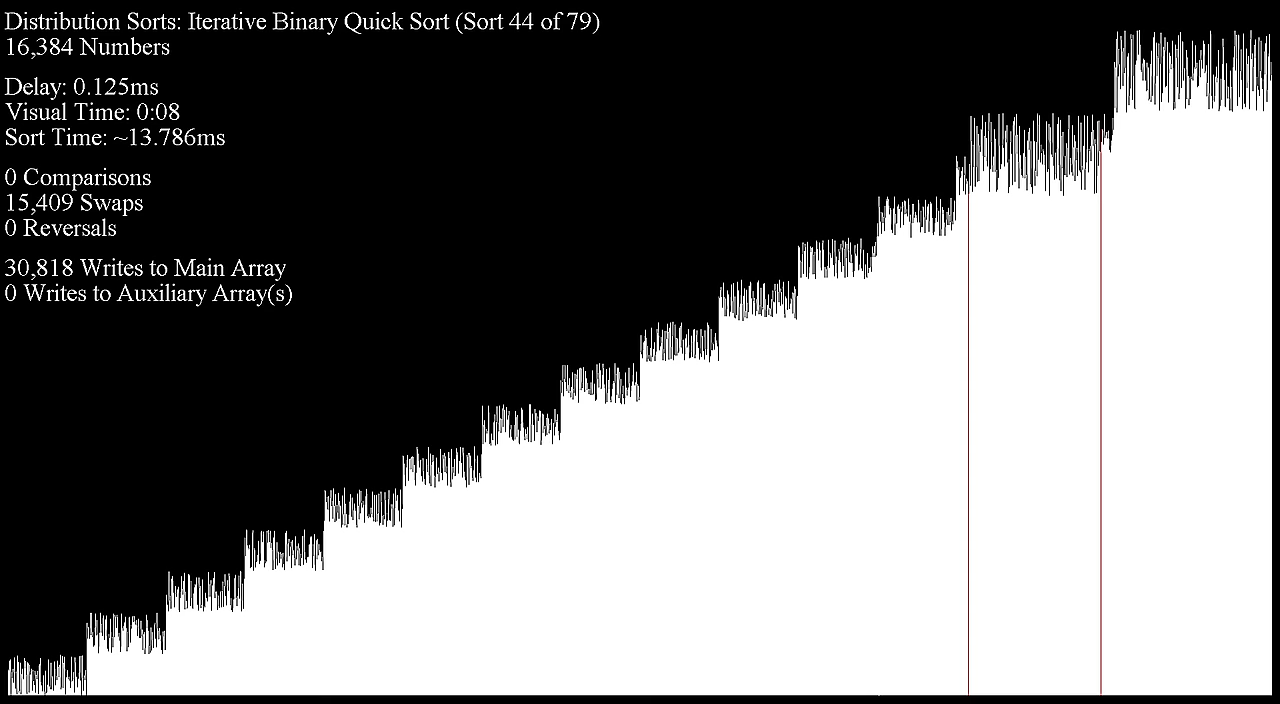 Distribution Sorts: Iterative Binary Quick Sort (Sort 44 of 79)
16,384 Numbers
Delay: 0.125ms
Visual Time: 0:08
Sort Time: ~13.786ms
0 Comparisons
15,409 Swaps
0 Reversals
30,818 Writes to Main Array
0 Writes to Auxiliary Array(s)